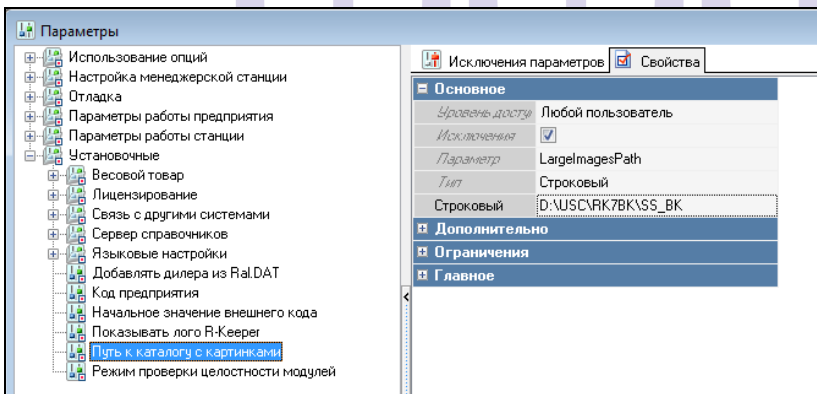 Параметры
Использование опций
Настройка менеджерской станции
Отладка
Параметры работы предприятия
Параметры работы станции
Установочные
Весовой товар
Лицензирование
Связь с другими системами
Сервер справочников
Языковые настройки
Добавлять дилера из Ral.DAT
Код предприятия
Начальное значение внешнего кода
Показывать лого R-Keeper
Путь к каталогу с картинками
Режим проверки целостности модулей
Исключения параметров Свойства
Основное
Уровень досту Любой пользователь
Исключения
Параметр LargeImagesPath
Тип Строковый
Строковый D:\USC\RK7BK\SS_BK
Дополнительно
Ограничения
Главное